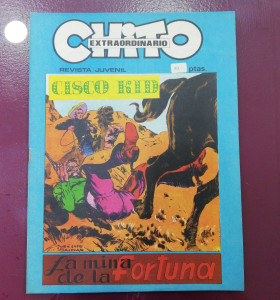 CHITO
EXTRAORDINARIO
REVISTA JUVENIL
ptas.
CISCO KID
La mina
de la Fortuna